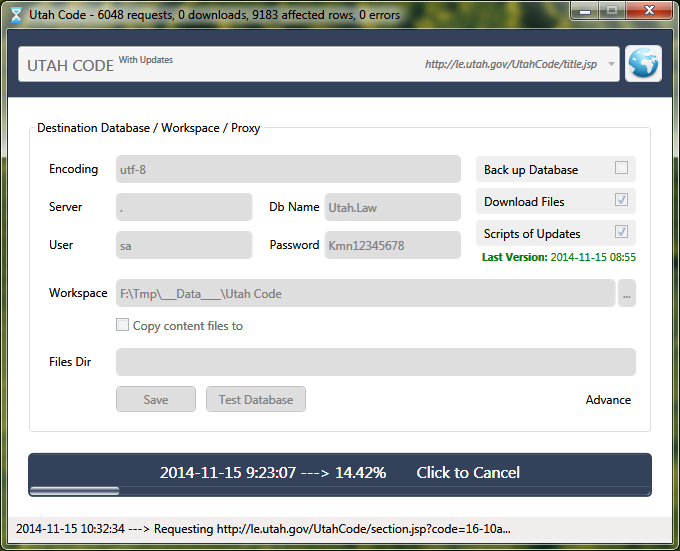 Utah Code - 6048 requests, 0 downloads, 9183 affected rows, 0 errors
UTAH CODE With Updates http://le.utah.gov/UtahCode/title.jsp
Destination Database / Workspace / Proxy
Encoding utf-8 Back up Database
Server . Db Name Utah.Law Download Files
User sa Password Kmn12345678 Scripts of Updates
Last Version: 2014-11-15 08:55
Workspace F:\Tmp\___Data___\Utah Code ...
Copy content files to
Files Dir
Save Test Database Advance
2014-11-15 9:23:07 ---> 14.42% Click to Cancel
2014-11-15 10:32:34 ---> Requesting http://le.utah.gov/UtahCode/section.jsp?code=16-10a...